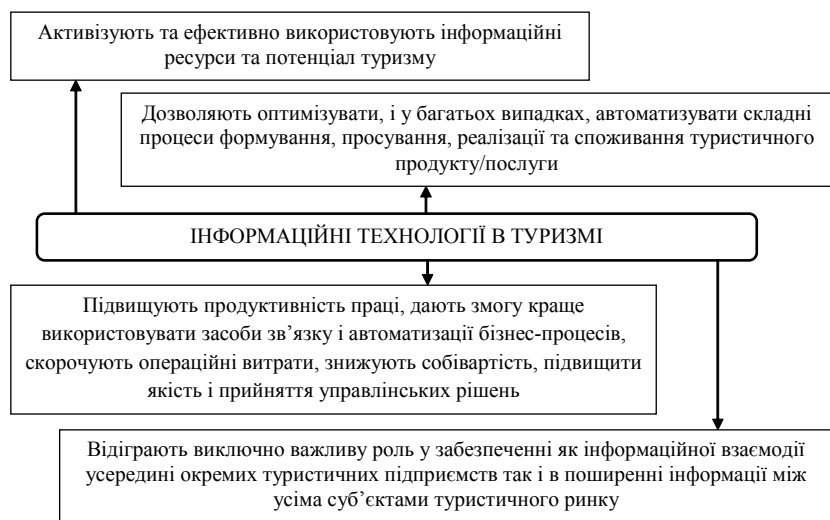 Активізують та ефективно використовують інформаційні
ресурси та потенціал туризму
Дозволяють оптимізувати, і у багатьох випадках, автоматизувати складні
процеси формування, просування, реалізації та споживання туристичного
продукту/послуги
ІНФОРМАЦІЙНІ ТЕХНОЛОГІЇ В ТУРИЗМІ
Підвищують продуктивність праці, дають змогу краще
використовувати засоби зв’язку і автоматизації бізнес-процесів,
скорочують операційні витрати, знижують собівартість, підвищити
якість і прийняття управлінських рішень
Відіграють виключно важливу роль у забезпеченні як інформаційної взаємодії
усередині окремих туристичних підприємств так і в поширенні інформації між
усіма суб’єктами туристичного ринку